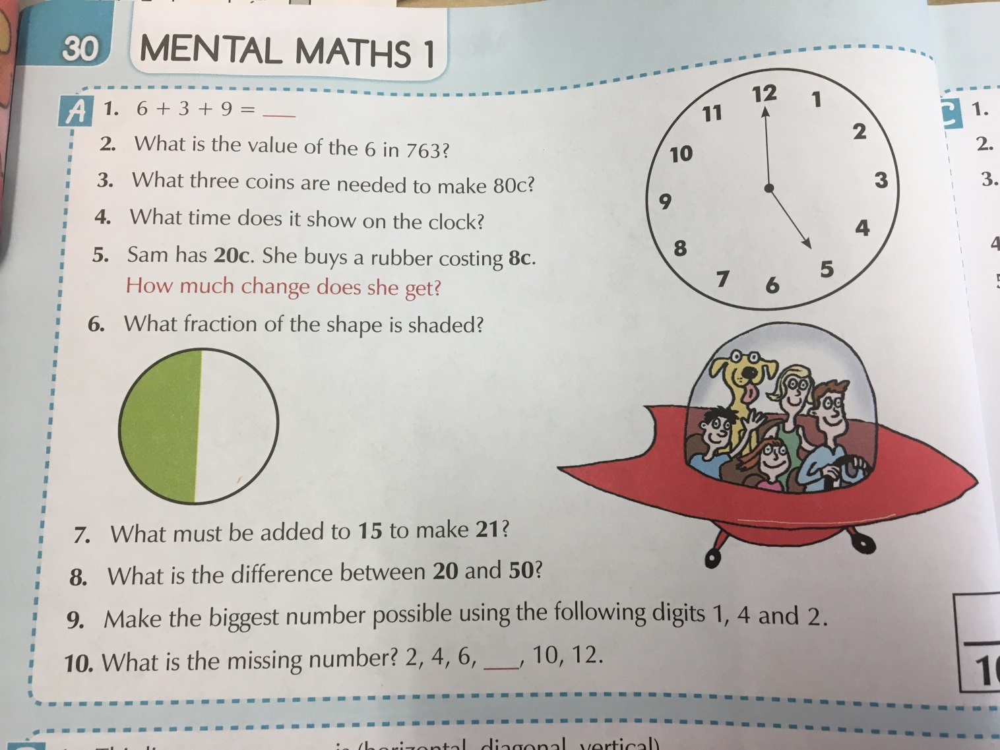 30 MENTAL MATHS 1
A 1. 6 + 3 + 9 = ___
2. What is the value of the 6 in 763?
3. What three coins are needed to make 80c?
4. What time does it show on the clock?
5. Sam has 20c. She buys a rubber costing 8c.
How much change does she get?
6. What fraction of the shape is shaded?
12
1
2
3
4
5
6
7
8
9
10
11
7. What must be added to 15 to make 21?
8. What is the difference between 20 and 50?
9. Make the biggest number possible using the following digits 1, 4 and 2.
10. What is the missing number? 2, 4, 6, ___, 10, 12.
C 1.
2.
3.
4
5
10
is (horizontal, diagonal, vertical)